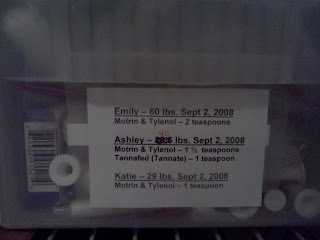 Emily – 60 lbs. Sept 2, 2008
Motrin & Tylenol – 2 teaspoons
Ashley – lbs. Sept 2, 2008
Motrin & Tylenol – 1 ½ teaspoons
Tannafed (Tannate) – 1 teaspoon
Katie – 29 lbs. Sept 2, 2008
Motrin & Tylenol – 1 teaspoon